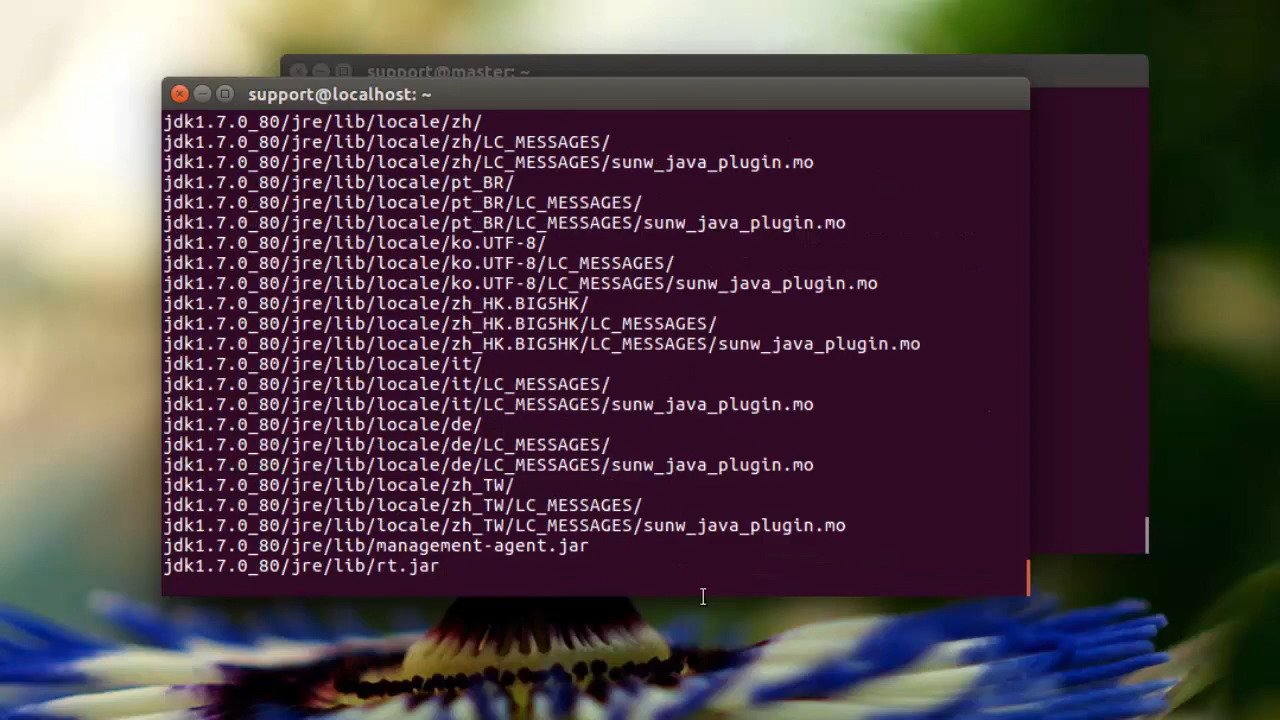 support@master: ~
support@localhost: ~
jdk1.7.0_80/jre/lib/locale/zh/
jdk1.7.0_80/jre/lib/locale/zh/LC_MESSAGES/
jdk1.7.0_80/jre/lib/locale/zh/LC_MESSAGES/sunw_java_plugin.mo
jdk1.7.0_80/jre/lib/locale/pt_BR/
jdk1.7.0_80/jre/lib/locale/pt_BR/LC_MESSAGES/
jdk1.7.0_80/jre/lib/locale/pt_BR/LC_MESSAGES/sunw_java_plugin.mo
jdk1.7.0_80/jre/lib/locale/ko.UTF-8/
jdk1.7.0_80/jre/lib/locale/ko.UTF-8/LC_MESSAGES/
jdk1.7.0_80/jre/lib/locale/ko.UTF-8/LC_MESSAGES/sunw_java_plugin.mo
jdk1.7.0_80/jre/lib/locale/zh_HK.BIG5HK/
jdk1.7.0_80/jre/lib/locale/zh_HK.BIG5HK/LC_MESSAGES/
jdk1.7.0_80/jre/lib/locale/zh_HK.BIG5HK/LC_MESSAGES/sunw_java_plugin.mo
jdk1.7.0_80/jre/lib/locale/it/
jdk1.7.0_80/jre/lib/locale/it/LC_MESSAGES/
jdk1.7.0_80/jre/lib/locale/it/LC_MESSAGES/sunw_java_plugin.mo
jdk1.7.0_80/jre/lib/locale/de/
jdk1.7.0_80/jre/lib/locale/de/LC_MESSAGES/
jdk1.7.0_80/jre/lib/locale/de/LC_MESSAGES/sunw_java_plugin.mo
jdk1.7.0_80/jre/lib/locale/zh_TW/
jdk1.7.0_80/jre/lib/locale/zh_TW/LC_MESSAGES/
jdk1.7.0_80/jre/lib/locale/zh_TW/LC_MESSAGES/sunw_java_plugin.mo
jdk1.7.0_80/jre/lib/management-agent.jar
jdk1.7.0_80/jre/lib/rt.jar